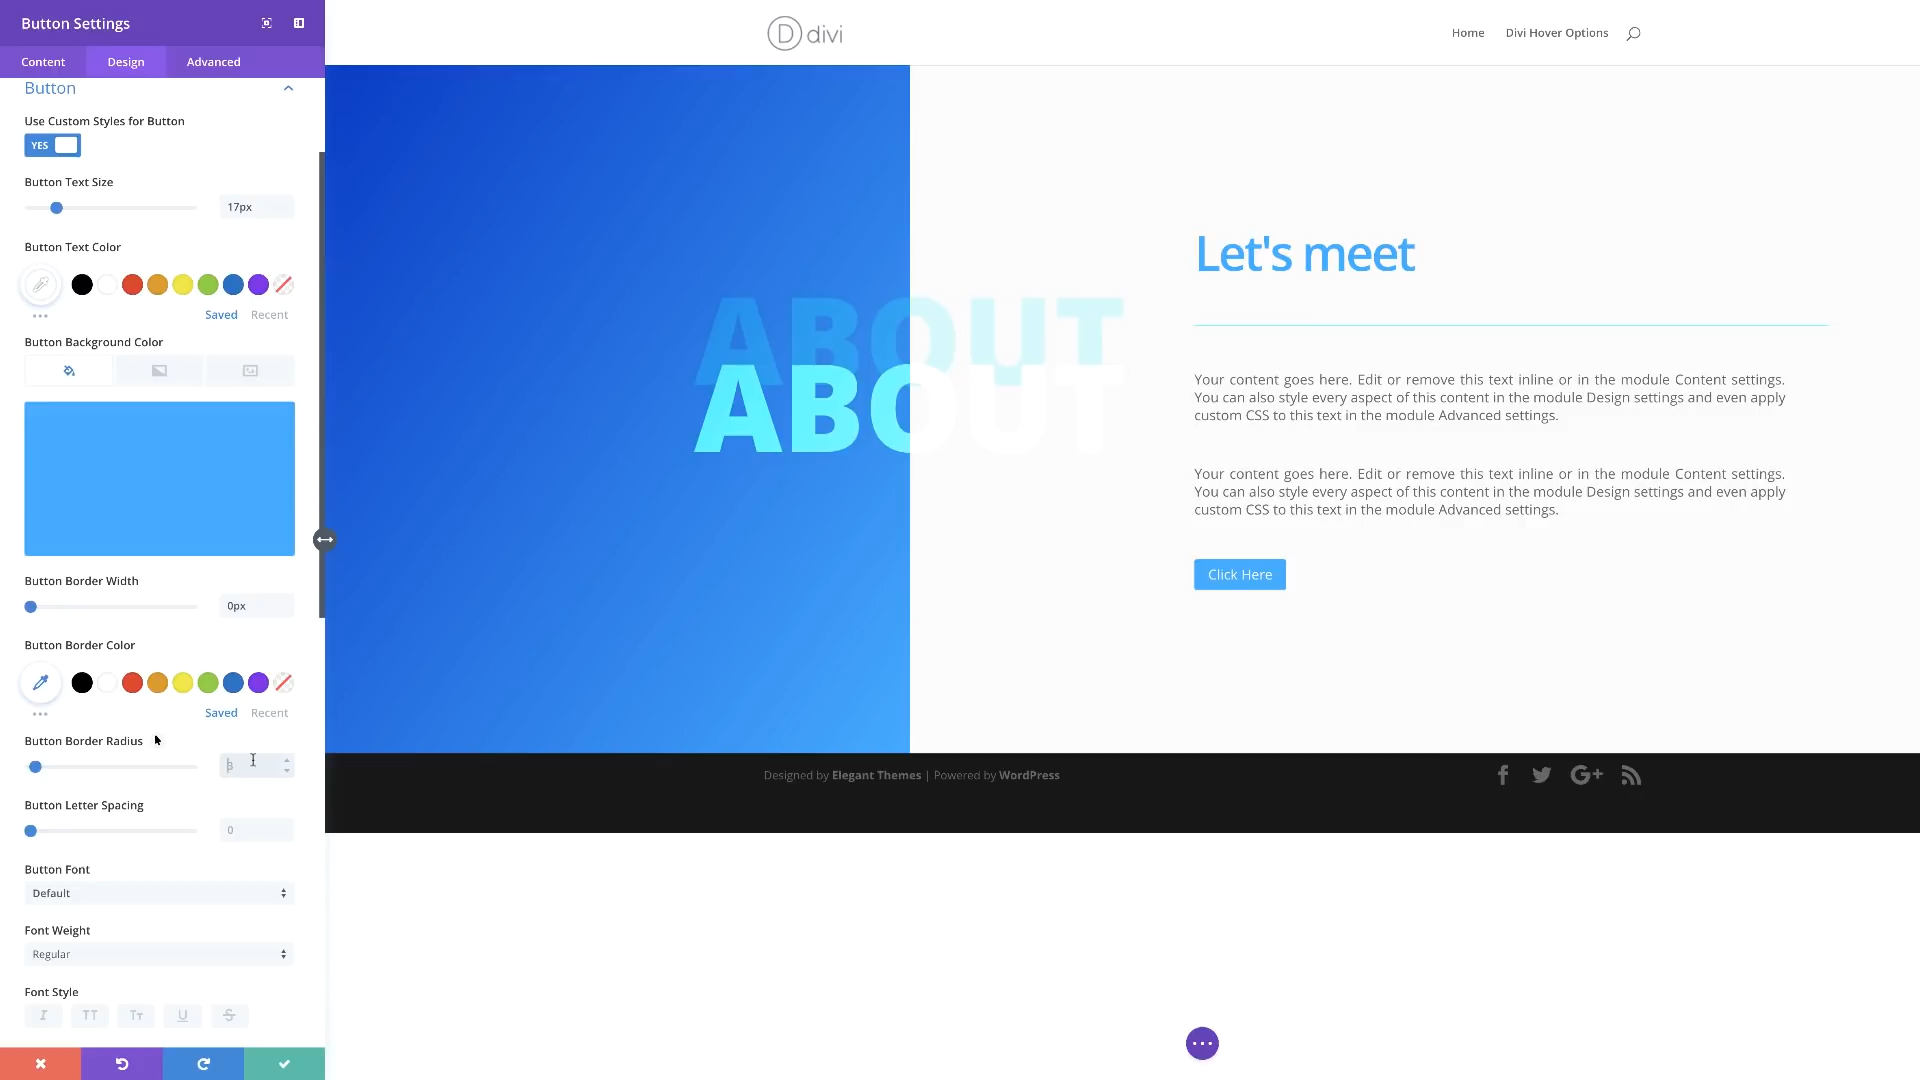 Button Settings
Content Design Advanced
Button
Use Custom Styles for Button
YES
Button Text Size
17px
Button Text Color
Saved Recent
Button Background Color
Button Border Width
0px
Button Border Color
Saved Recent
Button Border Radius
3
Button Letter Spacing
0
Button Font
Default
Font Weight
Regular
Font Style
I TT Tт U S
D divi
Home Divi Hover Options
ABOUT
ABOUT
Let's meet
Your content goes here. Edit or remove this text inline or in the module Content settings.
You can also style every aspect of this content in the module Design settings and even apply
custom CSS to this text in the module Advanced settings.
Your content goes here. Edit or remove this text inline or in the module Content settings.
You can also style every aspect of this content in the module Design settings and even apply
custom CSS to this text in the module Advanced settings.
Click Here
Designed by Elegant Themes | Powered by WordPress
f G+